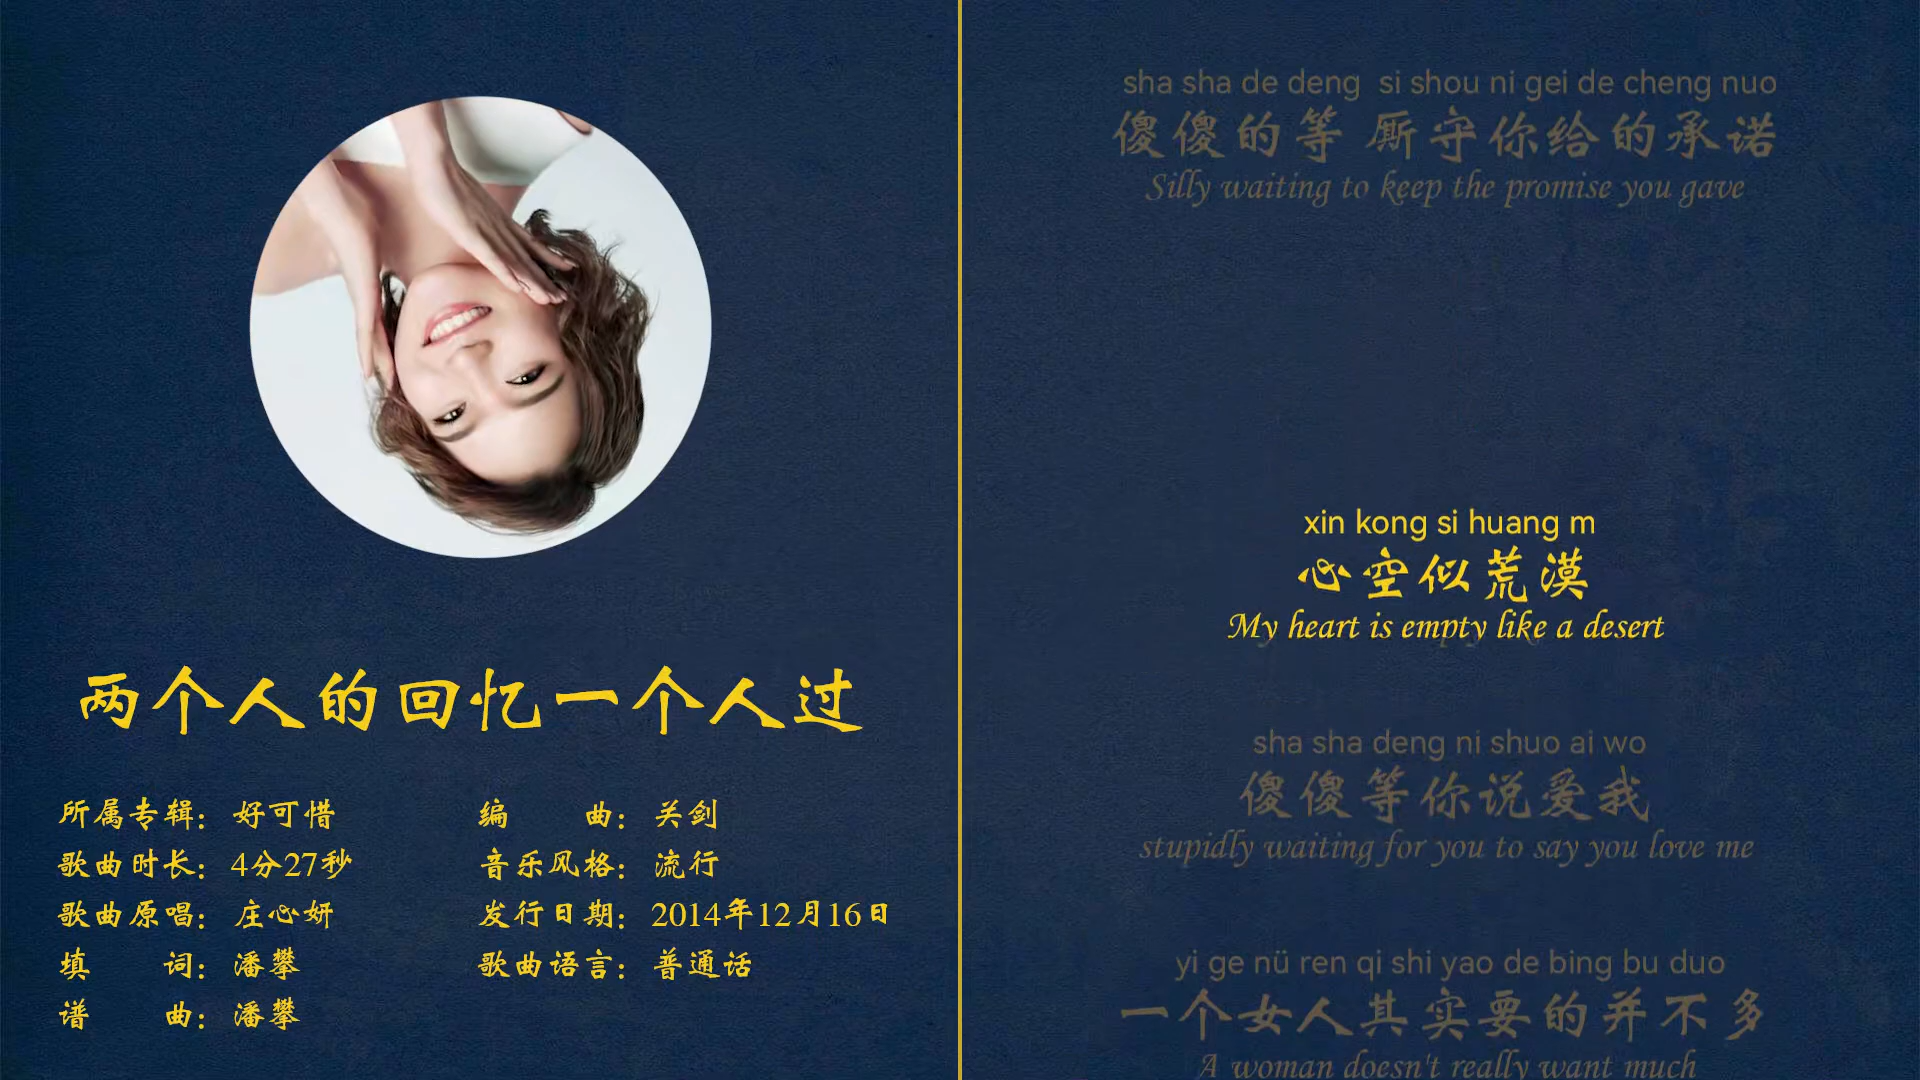 两个人的回忆一个人过
所属专辑：好可惜
歌曲时长：4分27秒
歌曲原唱：庄心妍
填 词：潘攀
谱 曲：潘攀
编 曲：关剑
音乐风格：流行
发行日期：2014年12月16日
歌曲语言：普通话
sha sha de deng si shou ni gei de cheng nuo
傻傻的等 厮守你给的承诺
Silly waiting to keep the promise you gave
xin kong si huang m
心空似荒漠
My heart is empty like a desert
sha sha deng ni shuo ai wo
傻傻等你说爱我
stupidly waiting for you to say you love me
yi ge nü ren qi shi yao de bing bu duo
一个女人其实要的并不多
A woman doesn't really want much